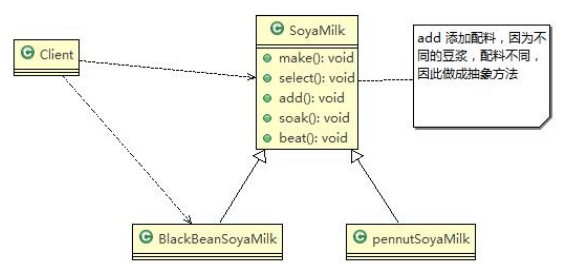 SoyaMilk
Client
make(): void
select(): void
add(): void
soak(): void
beat(): void
add 添加配料，因为不
同的豆浆，配料不同，
因此做成抽象方法
BlackBeanSoyaMilk
pennutSoyaMilk